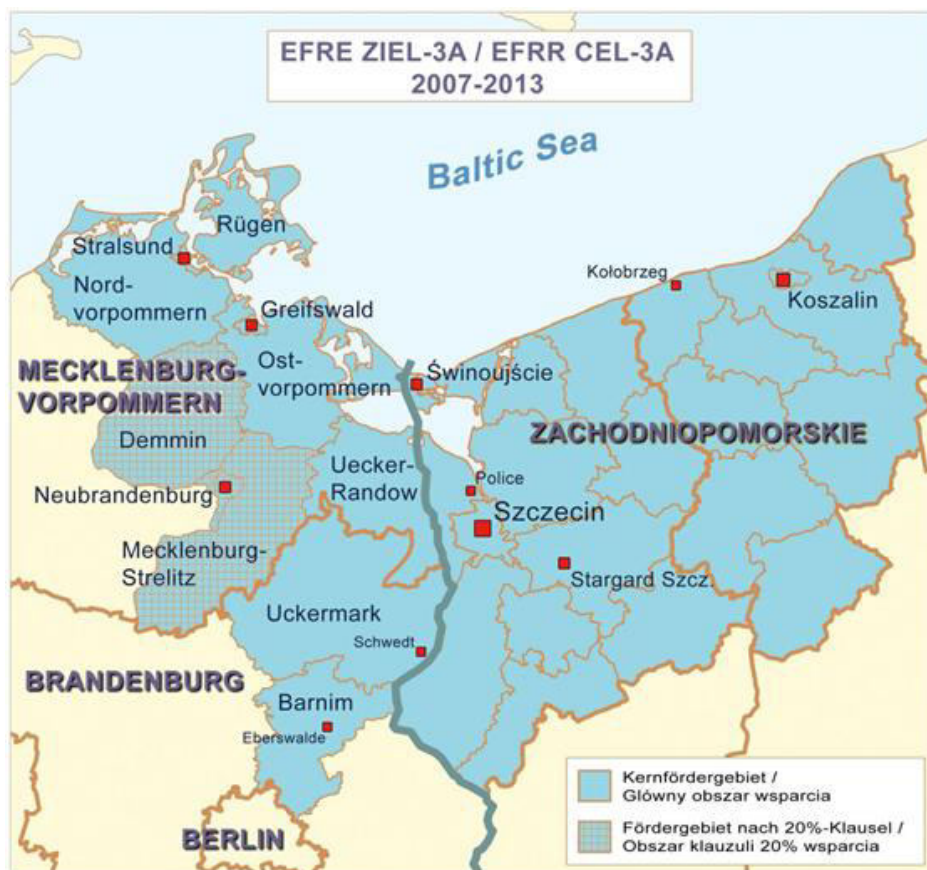 EFRE ZIEL-3A / EFRR CEL-3A
2007-2013
Baltic Sea
Rügen
Stralsund
Nord-
vorpommern
Greifswald
Kołobrzeg
Koszalin
MECKLENBURG-
VORPOMMERN
Ost-
vorpommern
Świnoujście
ZACHODNIOPOMORSKIE
Demmin
Neubrandenburg
Uecker-
Randow
Police
Szczecin
Mecklenburg-
Strelitz
Stargard Szcz.
Uckermark
Schwedt
BRANDENBURG
Barnim
Eberswalde
BERLIN
Kernfördergebiet /
Glówny obszar wsparcia
Fördergebiet nach 20%-Klausel /
Obszar klauzuli 20% wsparcia